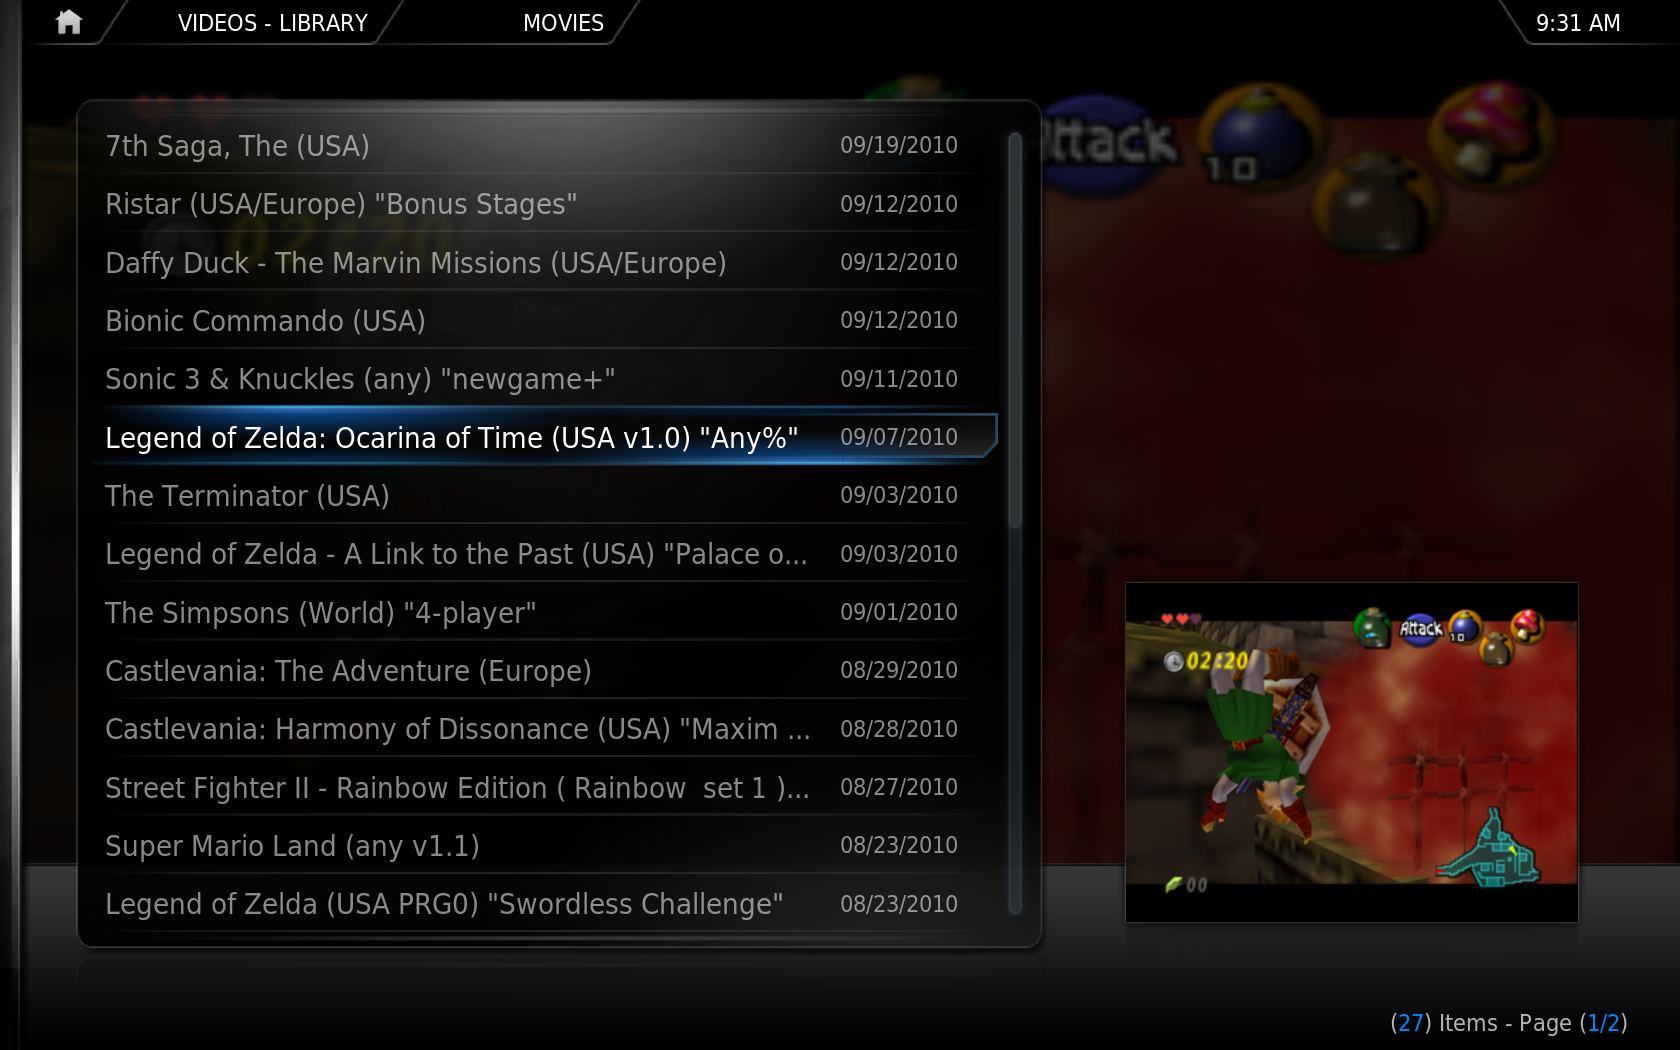 VIDEOS - LIBRARY MOVIES 9:31 AM
7th Saga, The (USA) 09/19/2010
Ristar (USA/Europe) "Bonus Stages" 09/12/2010
Daffy Duck - The Marvin Missions (USA/Europe) 09/12/2010
Bionic Commando (USA) 09/12/2010
Sonic 3 & Knuckles (any) "newgame+" 09/11/2010
Legend of Zelda: Ocarina of Time (USA v1.0) "Any%" 09/07/2010
The Terminator (USA) 09/03/2010
Legend of Zelda - A Link to the Past (USA) "Palace o... 09/03/2010
The Simpsons (World) "4-player" 09/01/2010
Castlevania: The Adventure (Europe) 08/29/2010
Castlevania: Harmony of Dissonance (USA) "Maxim ... 08/28/2010
Street Fighter II - Rainbow Edition ( Rainbow  set 1 )... 08/27/2010
Super Mario Land (any v1.1) 08/23/2010
Legend of Zelda (USA PRG0) "Swordless Challenge" 08/23/2010
Attack
10
02:20
Attack
10
02:20
00
(27) Items - Page (1/2)